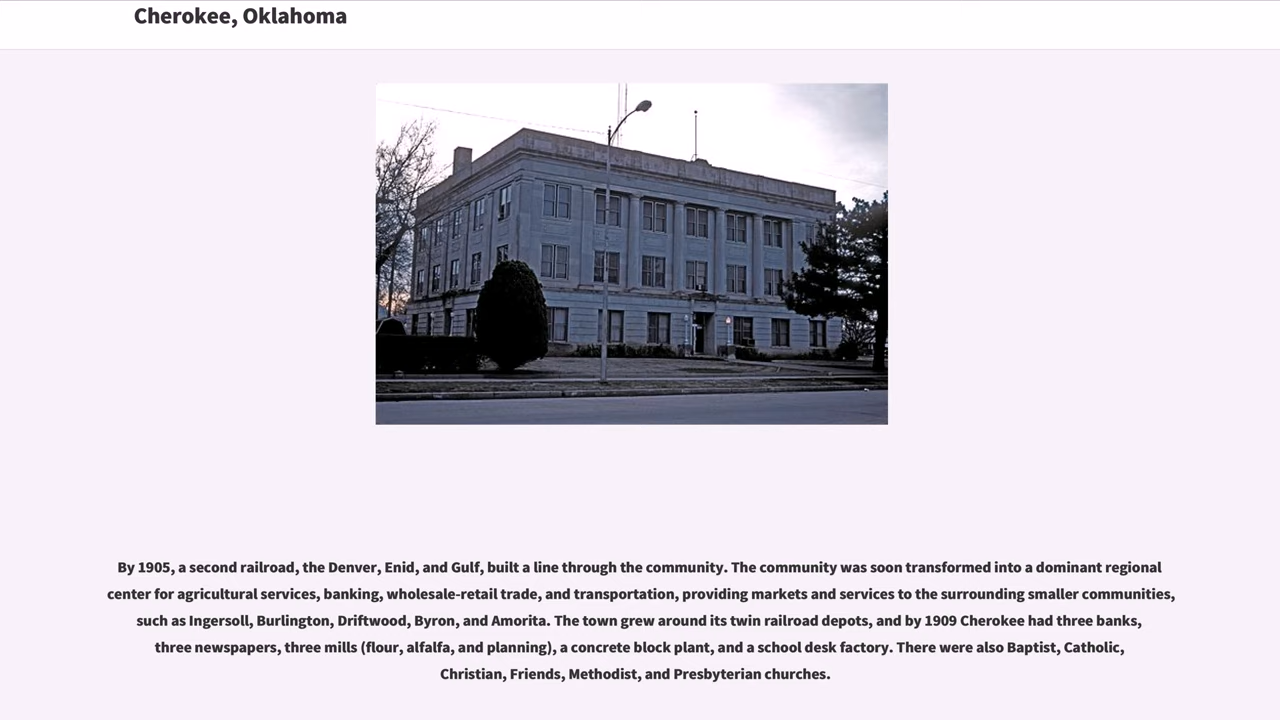 Cherokee, Oklahoma
By 1905, a second railroad, the Denver, Enid, and Gulf, built a line through the community. The community was soon transformed into a dominant regional
center for agricultural services, banking, wholesale-retail trade, and transportation, providing markets and services to the surrounding smaller communities,
such as Ingersoll, Burlington, Driftwood, Byron, and Amorita. The town grew around its twin railroad depots, and by 1909 Cherokee had three banks,
three newspapers, three mills (flour, alfalfa, and planning), a concrete block plant, and a school desk factory. There were also Baptist, Catholic,
Christian, Friends, Methodist, and Presbyterian churches.